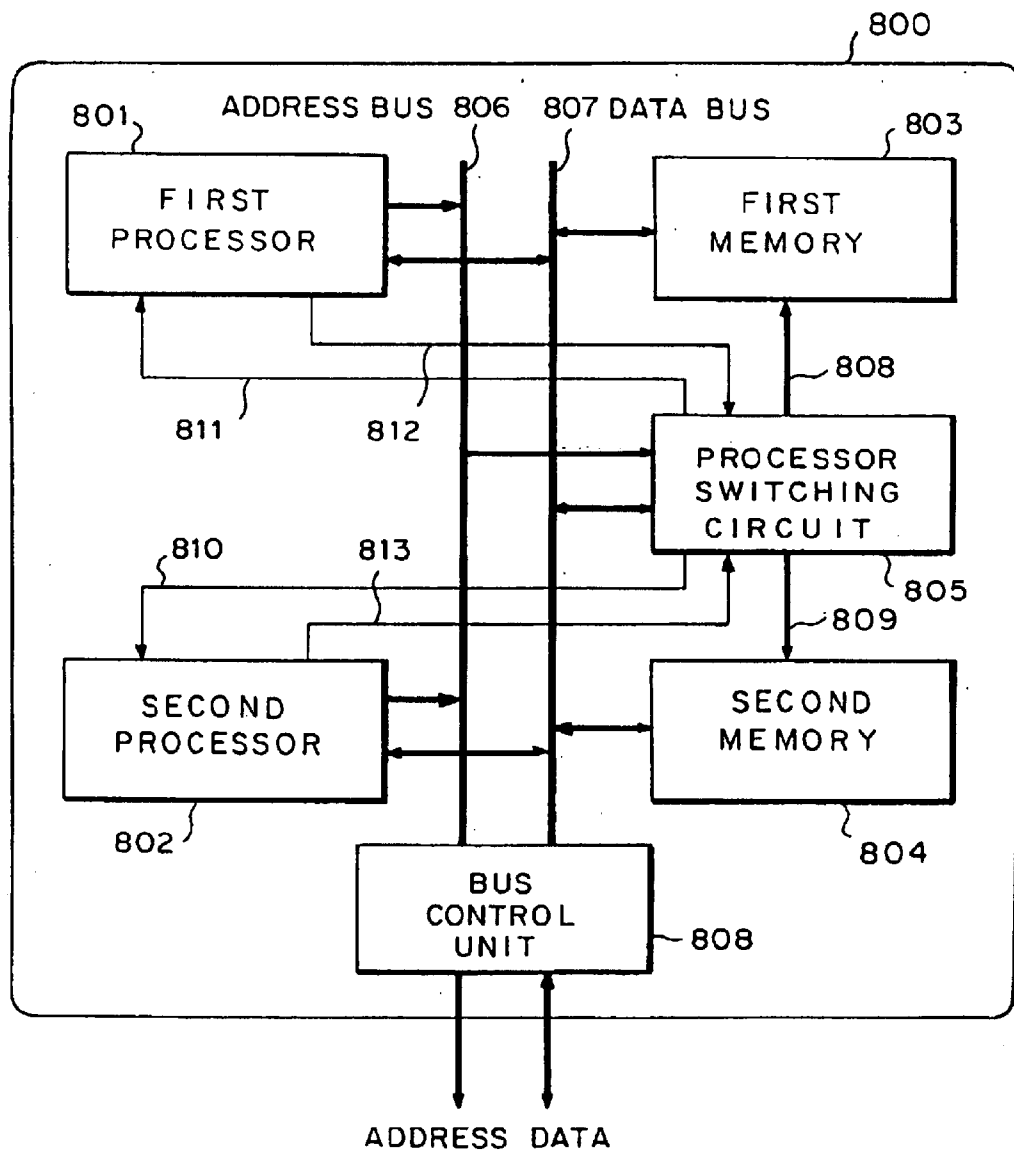 800
ADDRESS BUS 806 807 DATA BUS
801
803
FIRST
PROCESSOR
FIRST
MEMORY
808
811
812
PROCESSOR
SWITCHING
CIRCUIT
810
813
805
809
SECOND
PROCESSOR
SECOND
MEMORY
802
804
BUS
CONTROL
UNIT
808
ADDRESS DATA